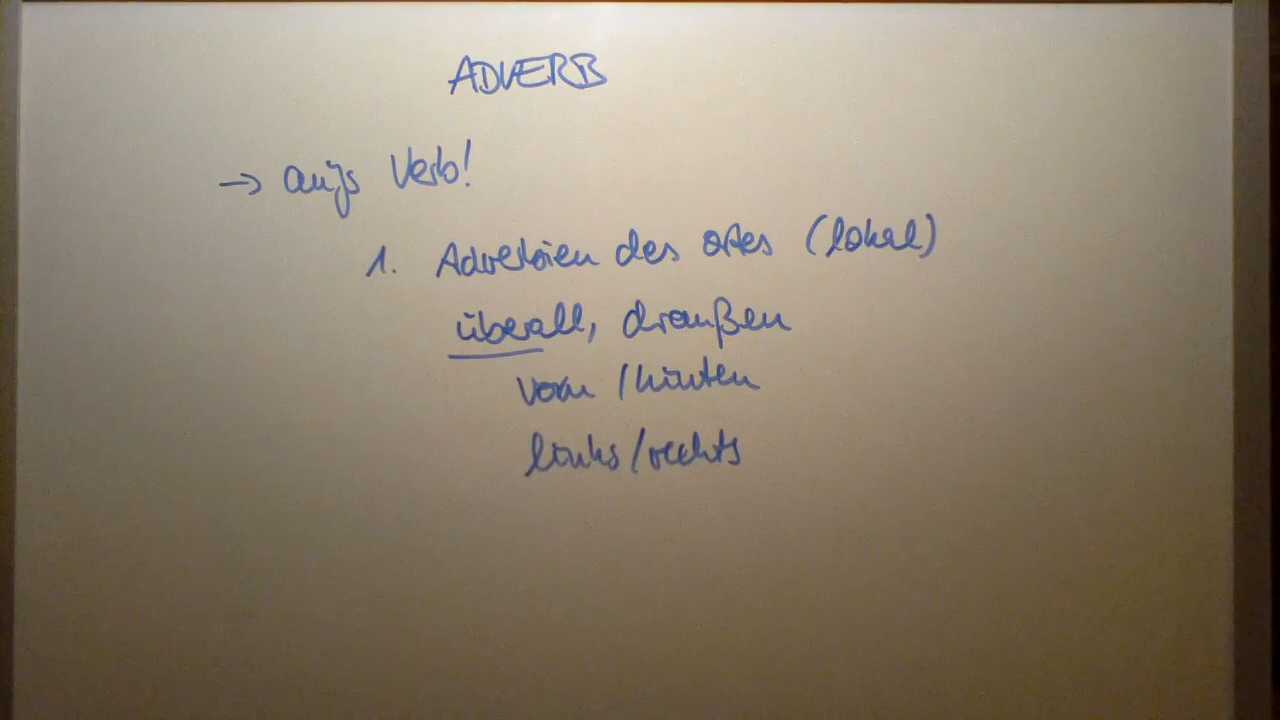 ADVERB
→ aufs Verb!
1. Adverbien des Ortes (lokal)
überall, draußen
vorn / hinten
links / rechts